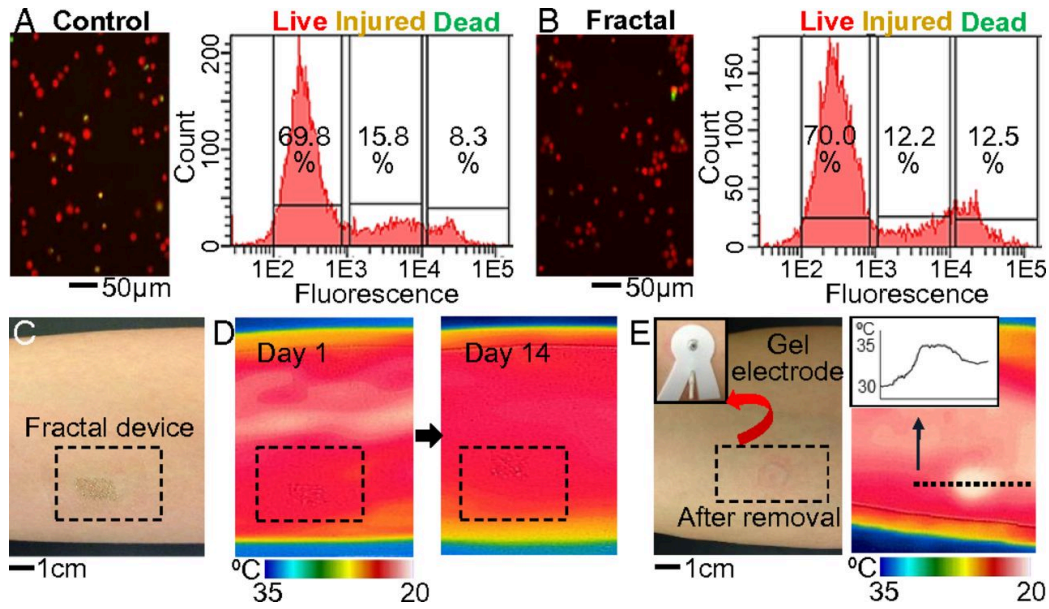 A Control
Live Injured Dead
200
100
0
Count
69.8
%
15.8
%
8.3
%
1E2 1E3 1E4 1E5
Fluorescence
50µm
B Fractal
Live Injured Dead
150
100
50
0
Count
70.0
%
12.2
%
12.5
%
1E2 1E3 1E4 1E5
Fluorescence
50µm
C
Fractal device
1cm
D
Day 1
Day 14
ºC
35 20
E
Gel
electrode
After removal
1cm
ºC
35
30
ºC
35 20